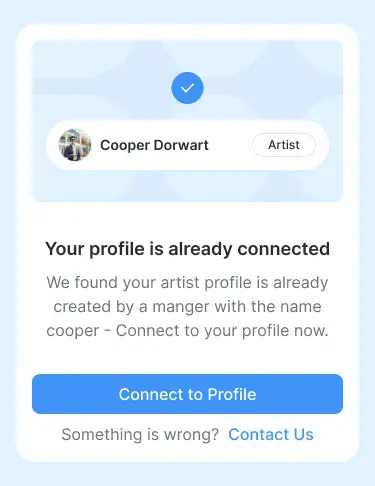 Cooper Dorwart Artist
Your profile is already connected
We found your artist profile is already
created by a manger with the name
cooper - Connect to your profile now.
Connect to Profile
Something is wrong? Contact Us